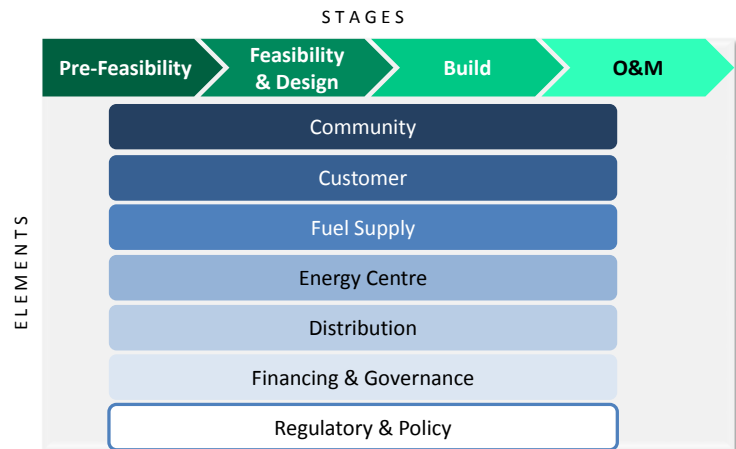 STAGES
Pre-Feasibility
Feasibility
& Design
Build
O&M
ELEMENTS
Community
Customer
Fuel Supply
Energy Centre
Distribution
Financing & Governance
Regulatory & Policy